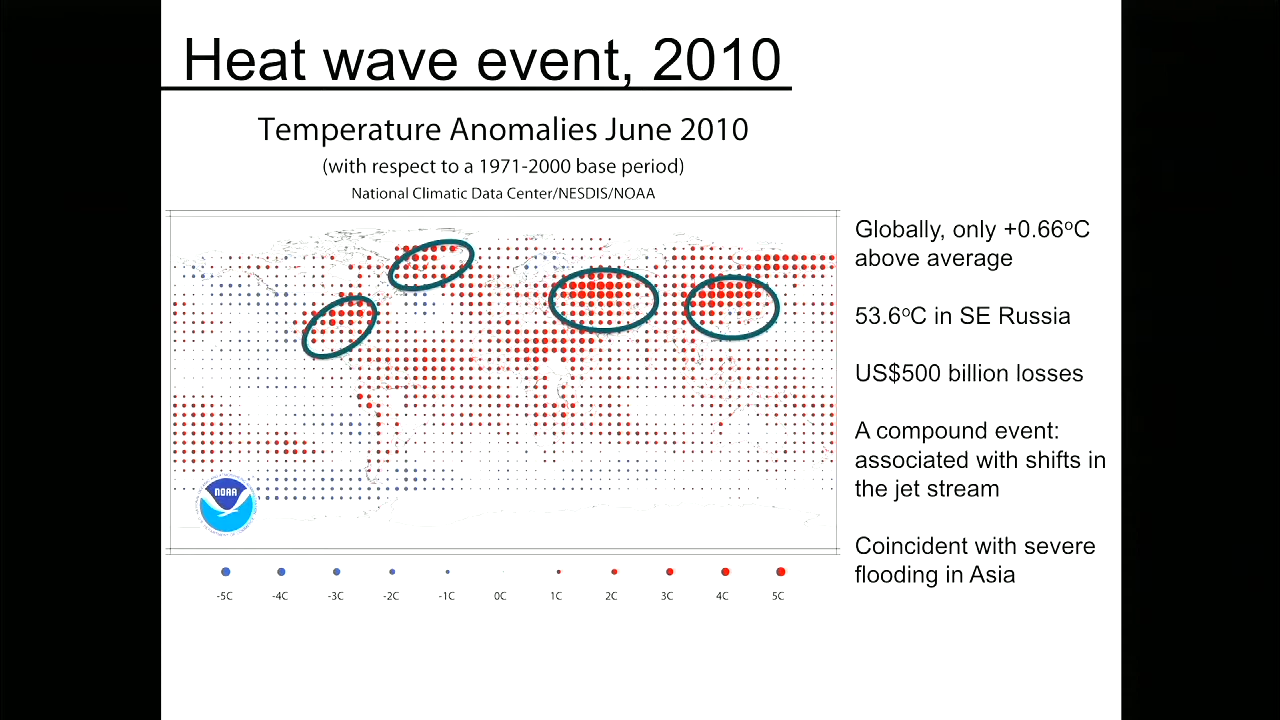 Heat wave event, 2010
Temperature Anomalies June 2010
(with respect to a 1971-2000 base period)
National Climatic Data Center/NESDIS/NOAA
Globally, only +0.66ºC
above average
53.6ºC in SE Russia
US$500 billion losses
A compound event:
associated with shifts in
the jet stream
Coincident with severe
flooding in Asia
NOAA
-5C -4C -3C -2C -1C 0C 1C 2C 3C 4C 5C